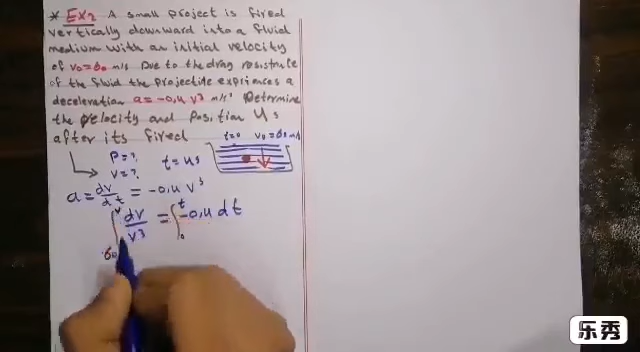 * Ex2 A small project is fired
vertically downward into a fluid
medium with an initial velocity
of v0=60 m/s Due to the drag resistance
of the fluid the projectile expriences a
deceleration a = -0,4 v³ m/s² Determine
the velocity and position 4s
after its fired
t=0 v0=60 m/s
P=?
V=?
t=4s
a = dv/dt = -0,4 v³
∫ dv/v³ = ∫ -0,4 dt
v
60
t
0
乐秀